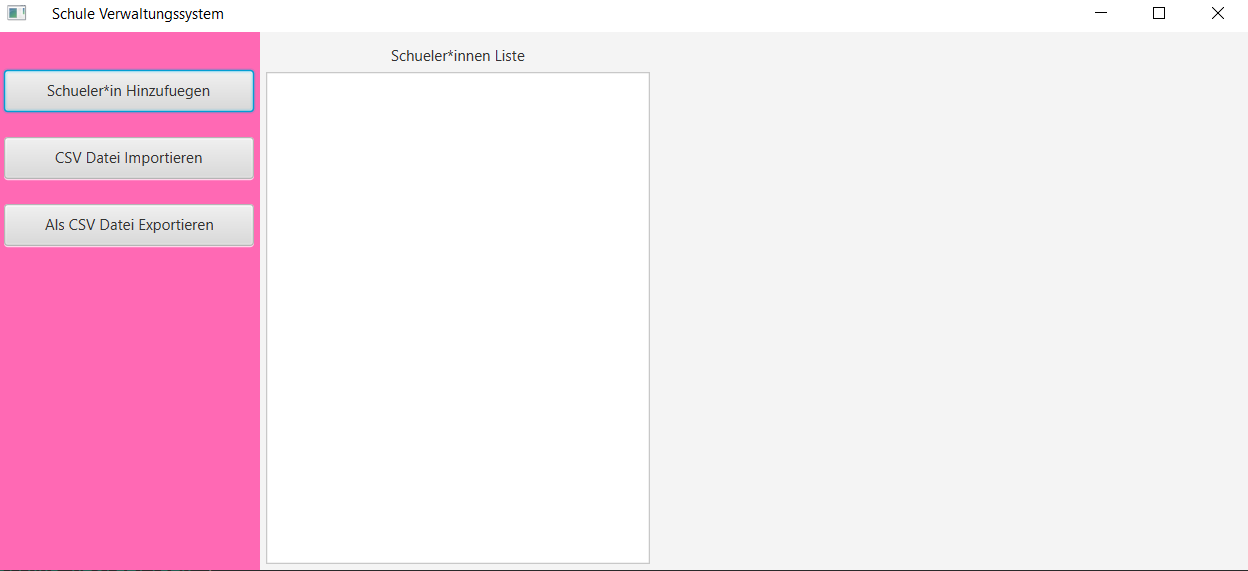 Schule Verwaltungssystem
Schueler*innen Liste
Schueler*in Hinzufuegen
CSV Datei Importieren
Als CSV Datei Exportieren